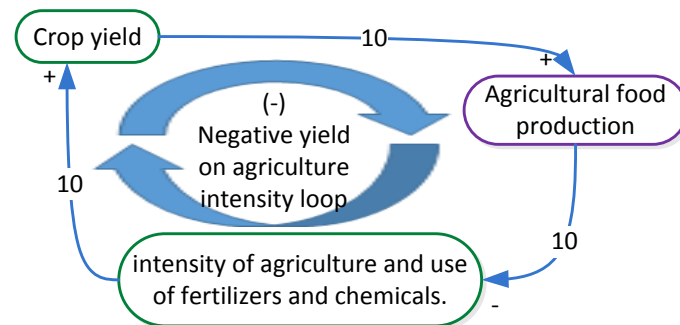 Crop yield
10
+
+
(-)
Negative yield
on agriculture
intensity loop
Agricultural food
production
10
10
intensity of agriculture and use
of fertilizers and chemicals.
-